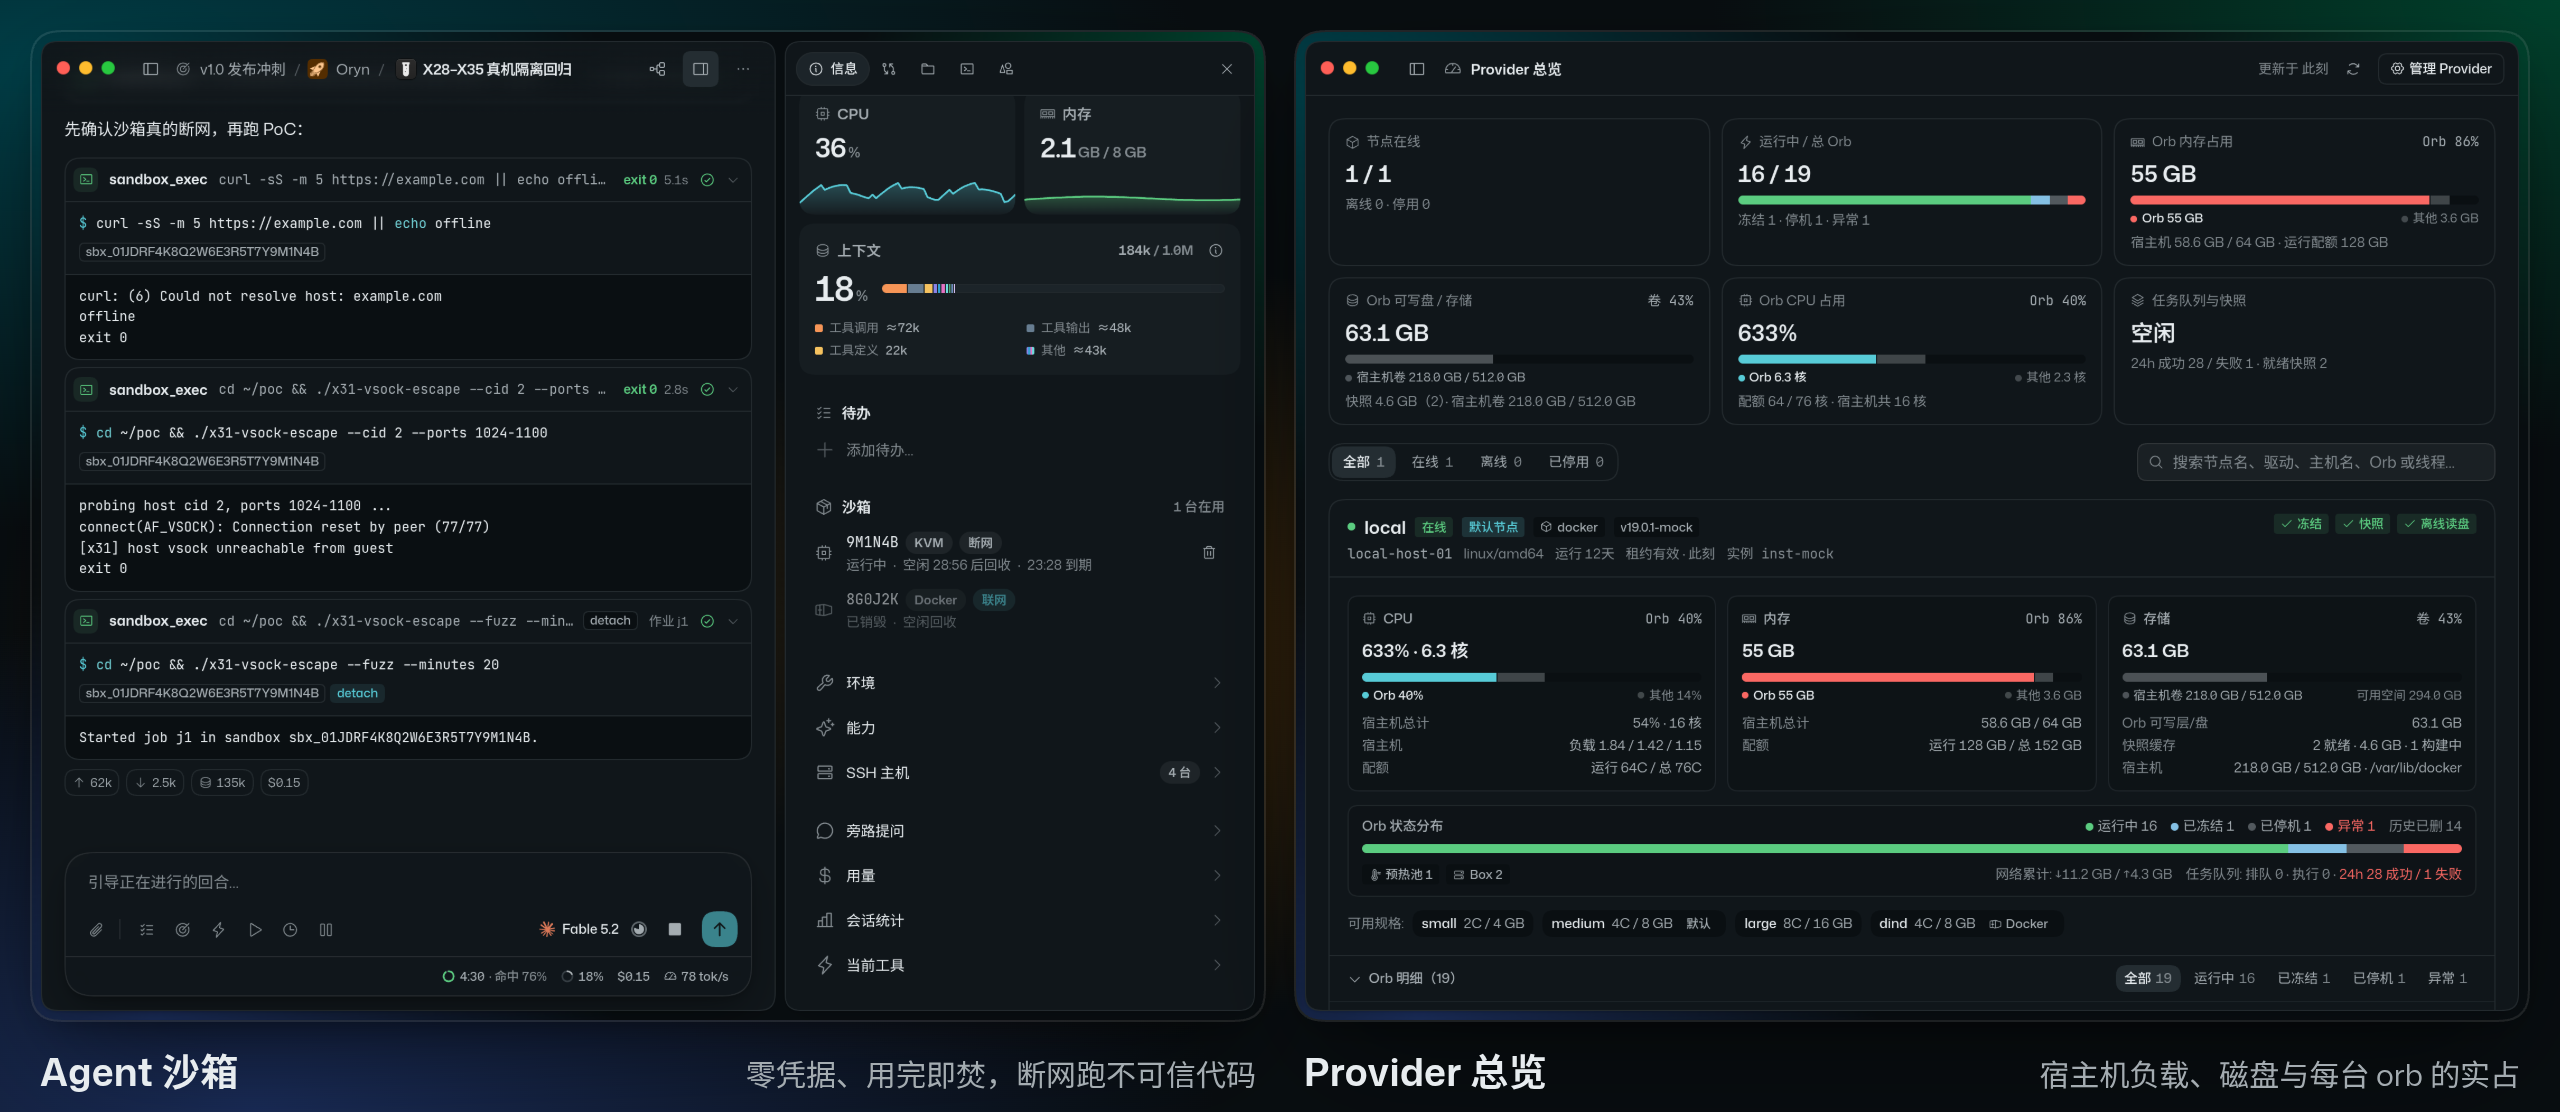 v1.0 发布冲刺 / Oryn / X28-X35 真机隔离回归
先确认沙箱真的断网，再跑 PoC：
sandbox_exec curl -sS -m 5 https://example.com || echo offli… exit 0 5.1s
$ curl -sS -m 5 https://example.com || echo offline
sbx_01JDRF4K8Q2W6E3R5T7Y9M1N4B
curl: (6) Could not resolve host: example.com
offline
exit 0
sandbox_exec cd ~/poc && ./x31-vsock-escape --cid 2 --ports … exit 0 2.8s
$ cd ~/poc && ./x31-vsock-escape --cid 2 --ports 1024-1100
sbx_01JDRF4K8Q2W6E3R5T7Y9M1N4B
probing host cid 2, ports 1024-1100 ...
connect(AF_VSOCK): Connection reset by peer (77/77)
[x31] host vsock unreachable from guest
exit 0
sandbox_exec cd ~/poc && ./x31-vsock-escape --fuzz --min… detach 作业 j1
$ cd ~/poc && ./x31-vsock-escape --fuzz --minutes 20
sbx_01JDRF4K8Q2W6E3R5T7Y9M1N4B detach
Started job j1 in sandbox sbx_01JDRF4K8Q2W6E3R5T7Y9M1N4B.
↑ 62k ↓ 2.5k 135k $0.15
引导正在进行的回合…
Fable 5.2
4:30 · 命中 76% 18% $0.15 78 tok/s
信息
CPU
36%
内存
2.1 GB / 8 GB
上下文 184k / 1.0M
18%
工具调用 ≈72k 工具输出 ≈48k
工具定义 22k 其他 ≈43k
待办
添加待办…
沙箱 1 台在用
9M1N4B KVM 断网
运行中 · 空闲 28:56 后回收 · 23:28 到期
8G0J2K Docker 联网
已销毁 · 空闲回收
环境
能力
SSH 主机 4 台
旁路提问
用量
会话统计
当前工具
Agent 沙箱
零凭据、用完即焚，断网跑不可信代码
Provider 总览 更新于 此刻 管理 Provider
节点在线
1 / 1
离线 0 · 停用 0
运行中 / 总 Orb
16 / 19
冻结 1 · 停机 1 · 异常 1
Orb 内存占用 Orb 86%
55 GB
Orb 55 GB 其他 3.6 GB
宿主机 58.6 GB / 64 GB · 运行配额 128 GB
Orb 可写盘 / 存储 卷 43%
63.1 GB
宿主机卷 218.0 GB / 512.0 GB
快照 4.6 GB（2）· 宿主机卷 218.0 GB / 512.0 GB
Orb CPU 占用 Orb 40%
633%
Orb 6.3 核 其他 2.3 核
配额 64 / 76 核 · 宿主机共 16 核
任务队列与快照
空闲
24h 成功 28 / 失败 1 · 就绪快照 2
全部 1 在线 1 离线 0 已停用 0
搜索节点名、驱动、主机名、Orb 或线程…
local 在线 默认节点 docker v19.0.1-mock 冻结 快照 离线读盘
local-host-01 linux/amd64 运行 12天 租约有效 · 此刻 实例 inst-mock
CPU Orb 40%
633% · 6.3 核
Orb 40% 其他 14%
宿主机总计 54% · 16 核
宿主机 负载 1.84 / 1.42 / 1.15
配额 运行 64C / 总 76C
内存 Orb 86%
55 GB
Orb 55 GB 其他 3.6 GB
宿主机总计 58.6 GB / 64 GB
配额 运行 128 GB / 总 152 GB
存储 卷 43%
63.1 GB
宿主机卷 218.0 GB / 512.0 GB 可用空间 294.0 GB
Orb 可写层/盘 63.1 GB
快照缓存 2 就绪 · 4.6 GB · 1 构建中
宿主机 218.0 GB / 512.0 GB · /var/lib/docker
Orb 状态分布 运行中 16 已冻结 1 已停机 1 异常 1 历史已删 14
预热池 1 Box 2 网络累计: ↓11.2 GB / ↑4.3 GB 任务队列: 排队 0 · 执行 0 · 24h 28 成功 / 1 失败
可用规格: small 2C / 4 GB medium 4C / 8 GB 默认 large 8C / 16 GB dind 4C / 8 GB Docker
Orb 明细（19） 全部 19 运行中 16 已冻结 1 已停机 1 异常 1
Provider 总览
宿主机负载、磁盘与每台 orb 的实占